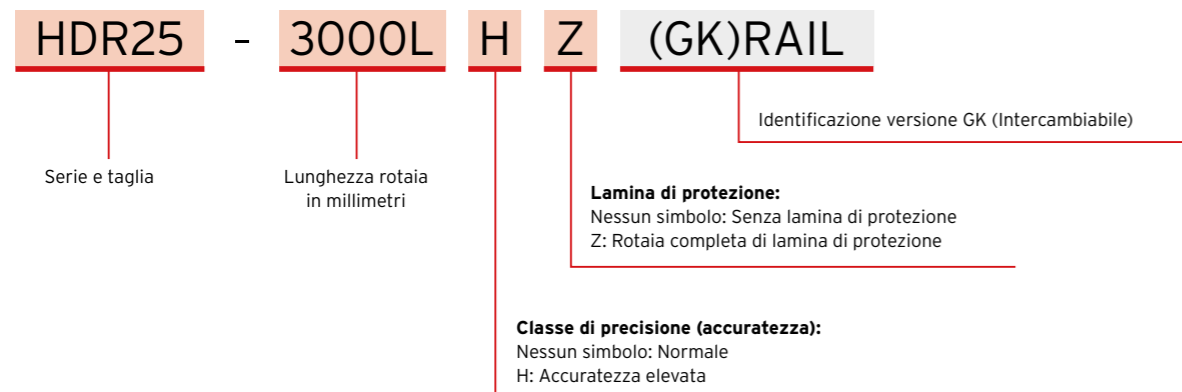 HDR25 - 3000L H Z (GK)RAIL
Identificazione versione GK (Intercambiabile)
Serie e taglia
Lunghezza rotaia
in millimetri
Lamina di protezione:
Nessun simbolo: Senza lamina di protezione
Z: Rotaia completa di lamina di protezione
Classe di precisione (accuratezza):
Nessun simbolo: Normale
H: Accuratezza elevata